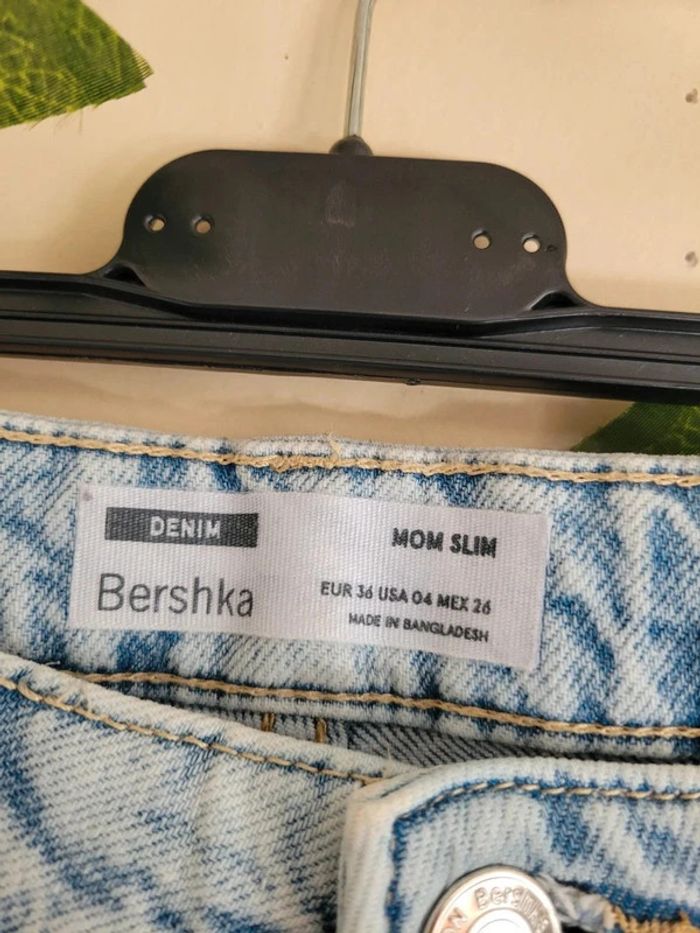 DENIM
Bershka
MOM SLIM
EUR 36 USA 04 MEX 26
MADE IN BANGLADESH